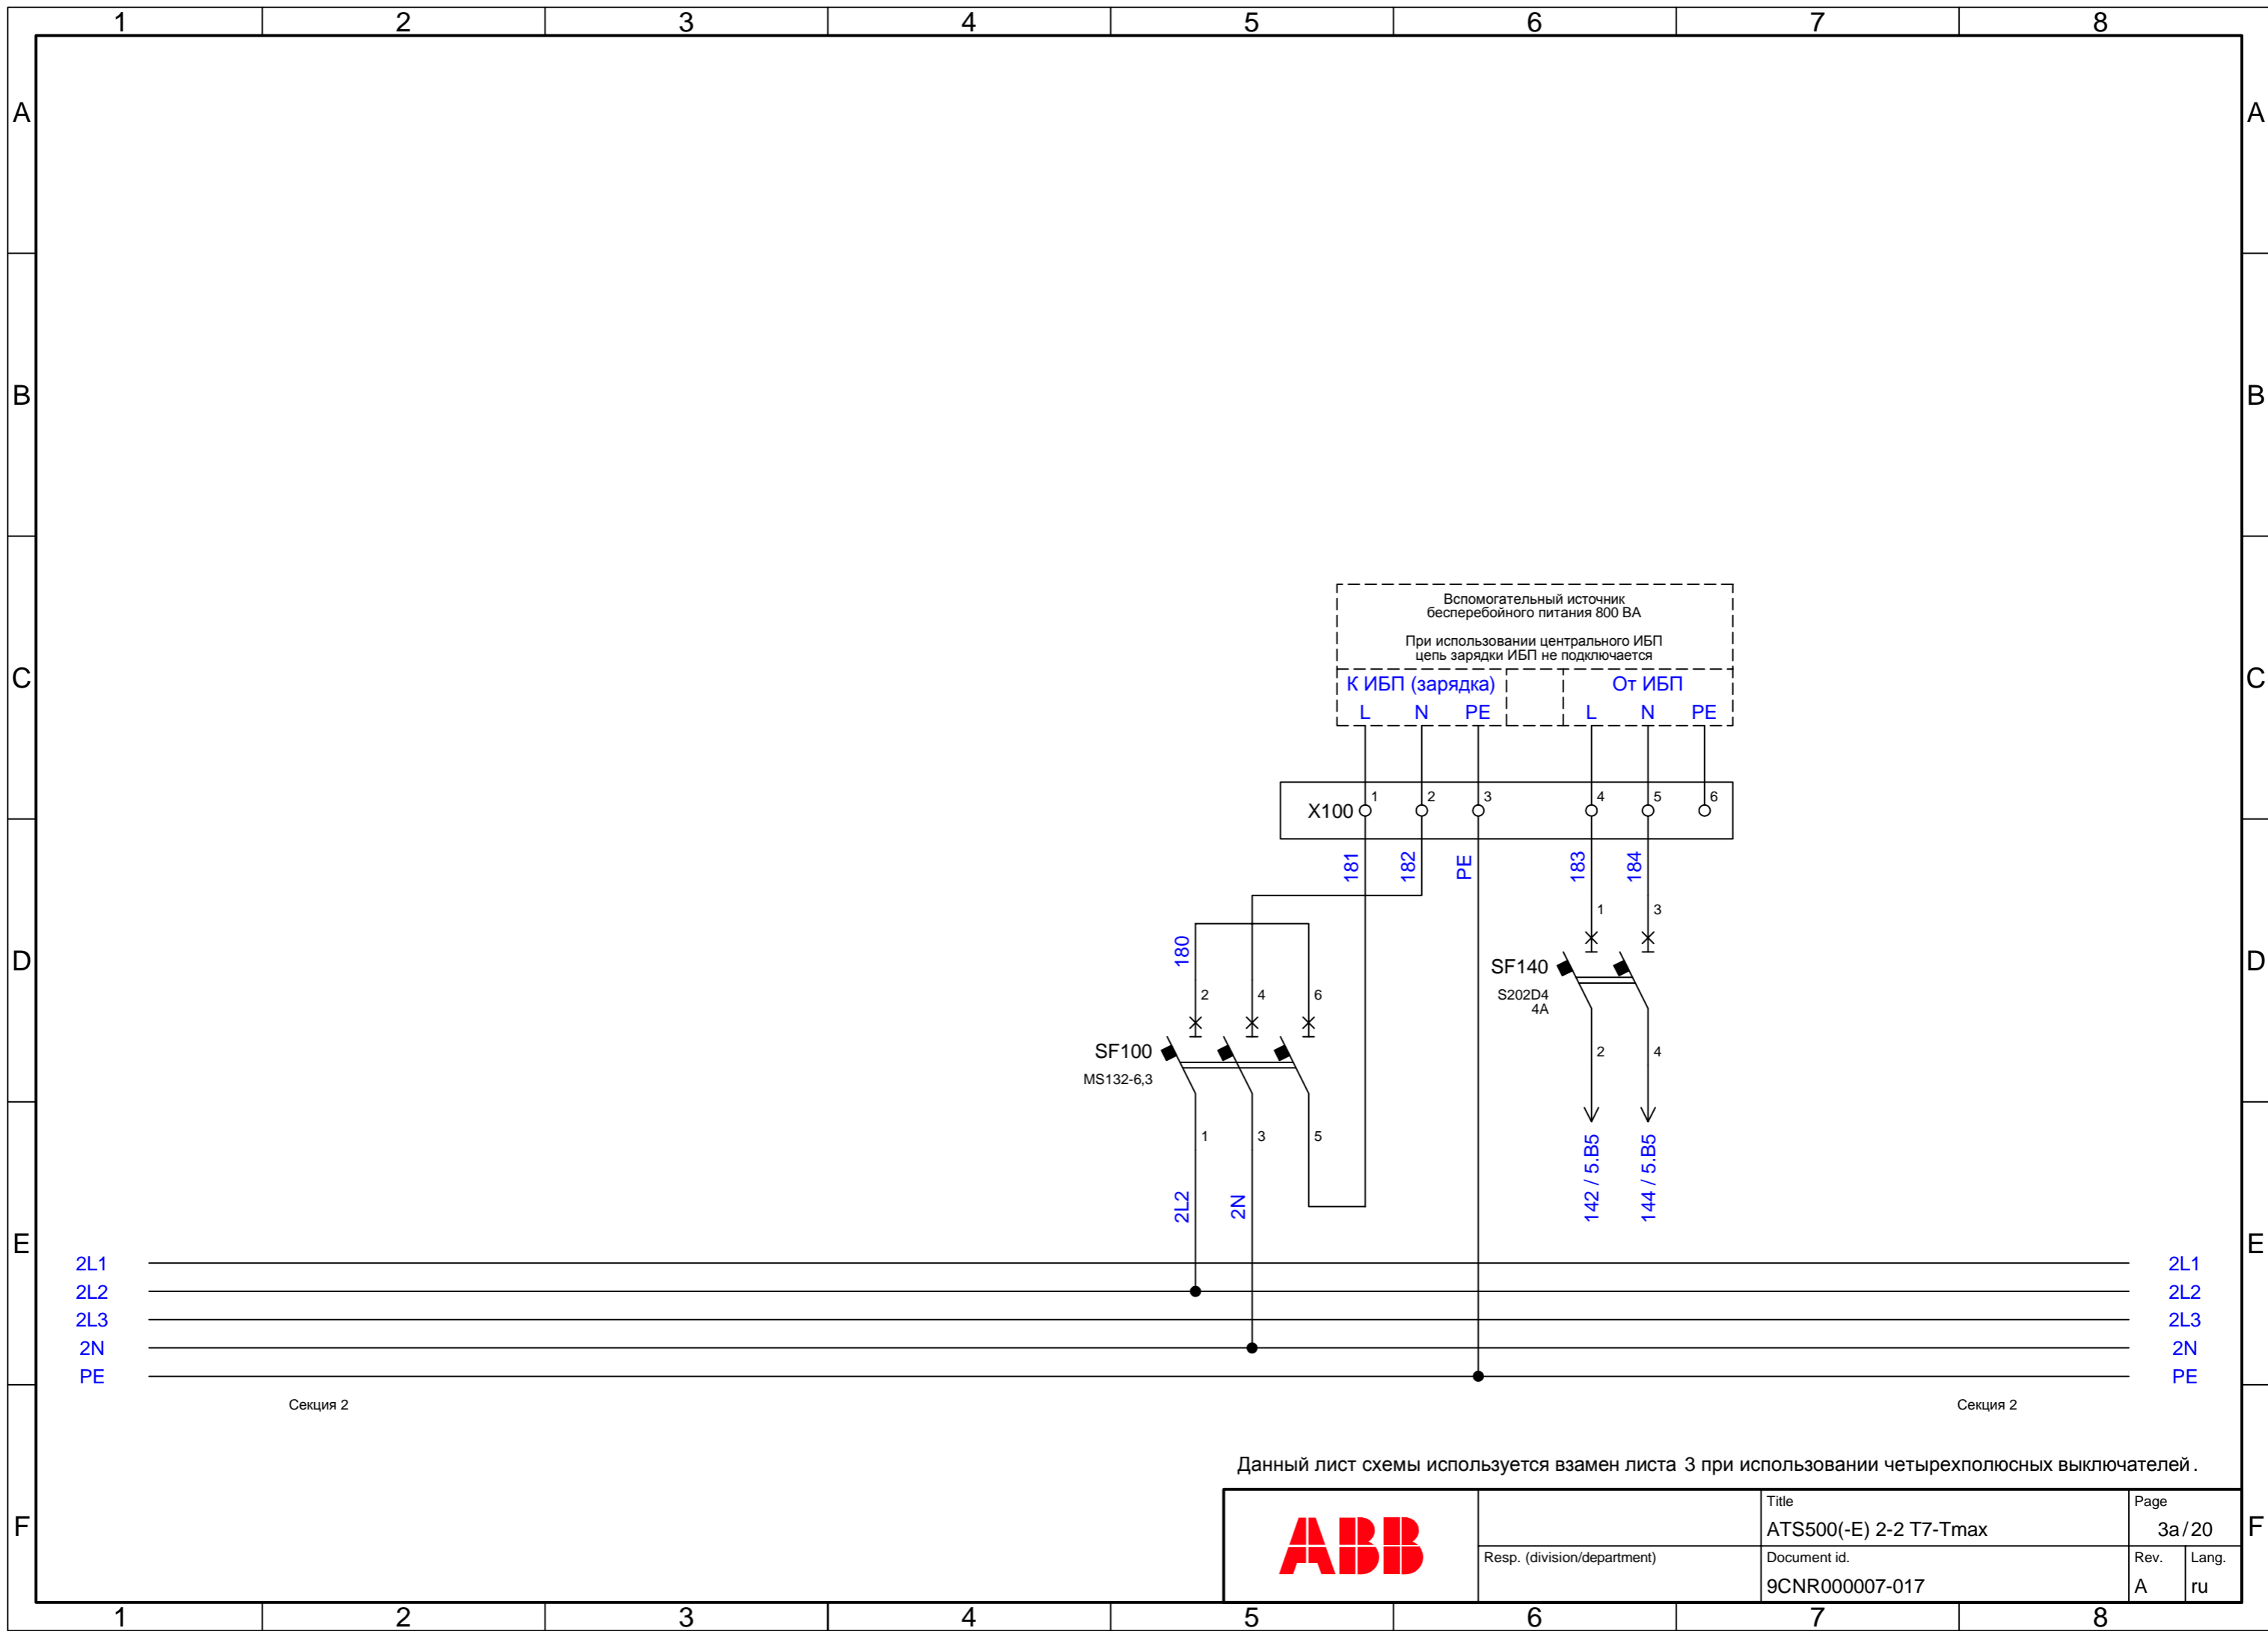 1 2 3 4 5 6 7 8
A A
B B
Вспомогательный источник
бесперебойного питания 800 ВА
При использовании центрального ИБП
цепь зарядки ИБП не подключается
C C
К ИБП (зарядка) От ИБП
L N PE L N PE
X100 1 2 3 4 5 6
181 182 PE 183 184
1 3
180
D D
SF140
S202D4
4A
2 4 6
SF100
MS132-6,3
2 4
1 3 5
142 / 5.B5 144 / 5.B5
2L2 2N
E E
2L1 2L1
2L2 2L2
2L3 2L3
2N 2N
PE PE
Секция 2 Секция 2
Данный лист схемы используется взамен листа 3 при использовании четырехполюсных выключателей.
F F
ABB
Title
ATS500(-E) 2-2 T7-Tmax
Page
3a/20
Resp. (division/department)
Document id.
9CNR000007-017
Rev.
A
Lang.
ru
1 2 3 4 5 6 7 8